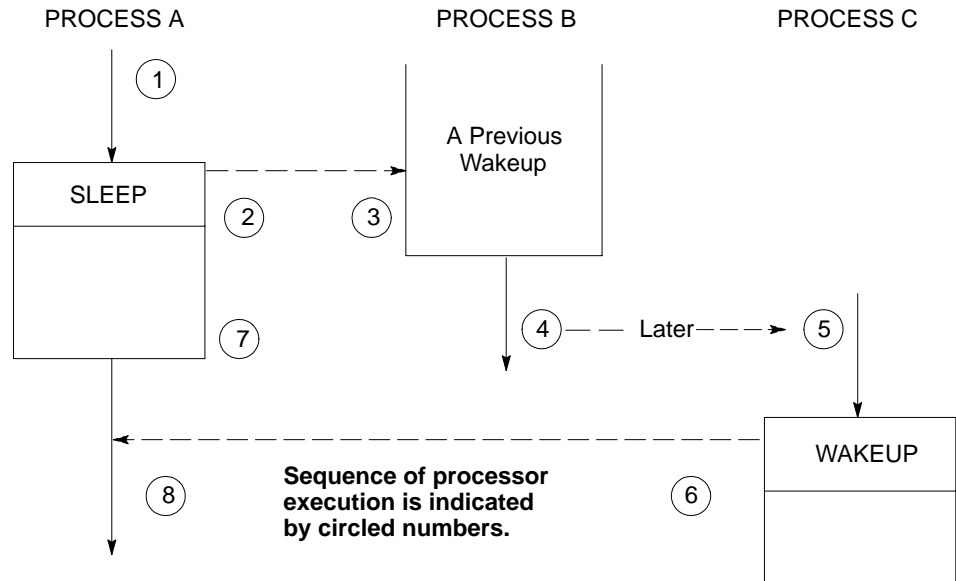 PROCESS A
PROCESS B
PROCESS C
1
A Previous
Wakeup
SLEEP
2
3
7
4
Later
5
WAKEUP
Sequence of processor
execution is indicated
by circled numbers.
8
6